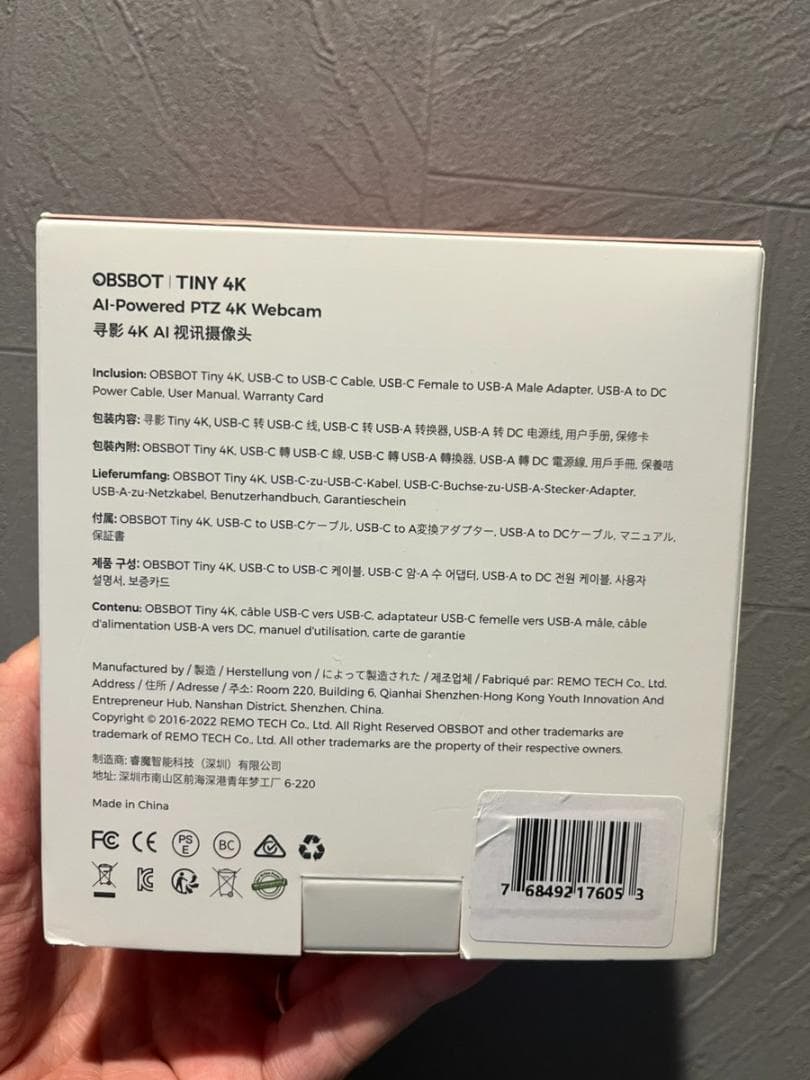 OBSBOT | TINY 4K
AI-Powered PTZ 4K Webcam
寻影 4K AI 视讯摄像头
Inclusion: OBSBOT Tiny 4K, USB-C to USB-C Cable, USB-C Female to USB-A Male Adapter, USB-A to DC
Power Cable, User Manual, Warranty Card
包装内容: 寻影 Tiny 4K, USB-C 转 USB-C 线, USB-C 转 USB-A 转换器, USB-A 转 DC 电源线, 用户手册, 保修卡
包裝內附: OBSBOT Tiny 4K, USB-C 轉 USB-C 線, USB-C 轉 USB-A 轉換器, USB-A 轉 DC 電源線, 用戶手冊, 保養咭
Lieferumfang: OBSBOT Tiny 4K, USB-C-zu-USB-C-Kabel, USB-C-Buchse-zu-USB-A-Stecker-Adapter,
USB-A-zu-Netzkabel, Benutzerhandbuch, Garantieschein
付属: OBSBOT Tiny 4K, USB-C to USB-Cケーブル, USB-C to A变换アダプター, USB-A to DCケーブル, マニュアル,
保証書
제품 구성: OBSBOT Tiny 4K, USB-C to USB-C 케이블, USB-C 암-A 수 어댑터, USB-A to DC 전원 케이블, 사용자
설명서, 보증카드
Contenu: OBSBOT Tiny 4K, câble USB-C vers USB-C, adaptateur USB-C femelle vers USB-A mâle, câble
d'alimentation USB-A vers DC, manuel d'utilisation, carte de garantie
Manufactured by / 製造 / Herstellung von / によって製造された / 제조업체 / Fabriqué par: REMO TECH Co., Ltd.
Address / 住所 / Adresse / 주소: Room 220, Building 6, Qianhai Shenzhen-Hong Kong Youth Innovation And
Entrepreneur Hub, Nanshan District, Shenzhen, China.
Copyright © 2016-2022 REMO TECH Co., Ltd. All Right Reserved OBSBOT and other trademarks are
trademark of REMO TECH Co., Ltd. All other trademarks are the property of their respective owners.
制造商: 睿魔智能科技（深圳）有限公司
地址: 深圳市南山区前海深港青年梦工厂 6-220
Made in China
FC CE PS E BC
7 68492 17605 3